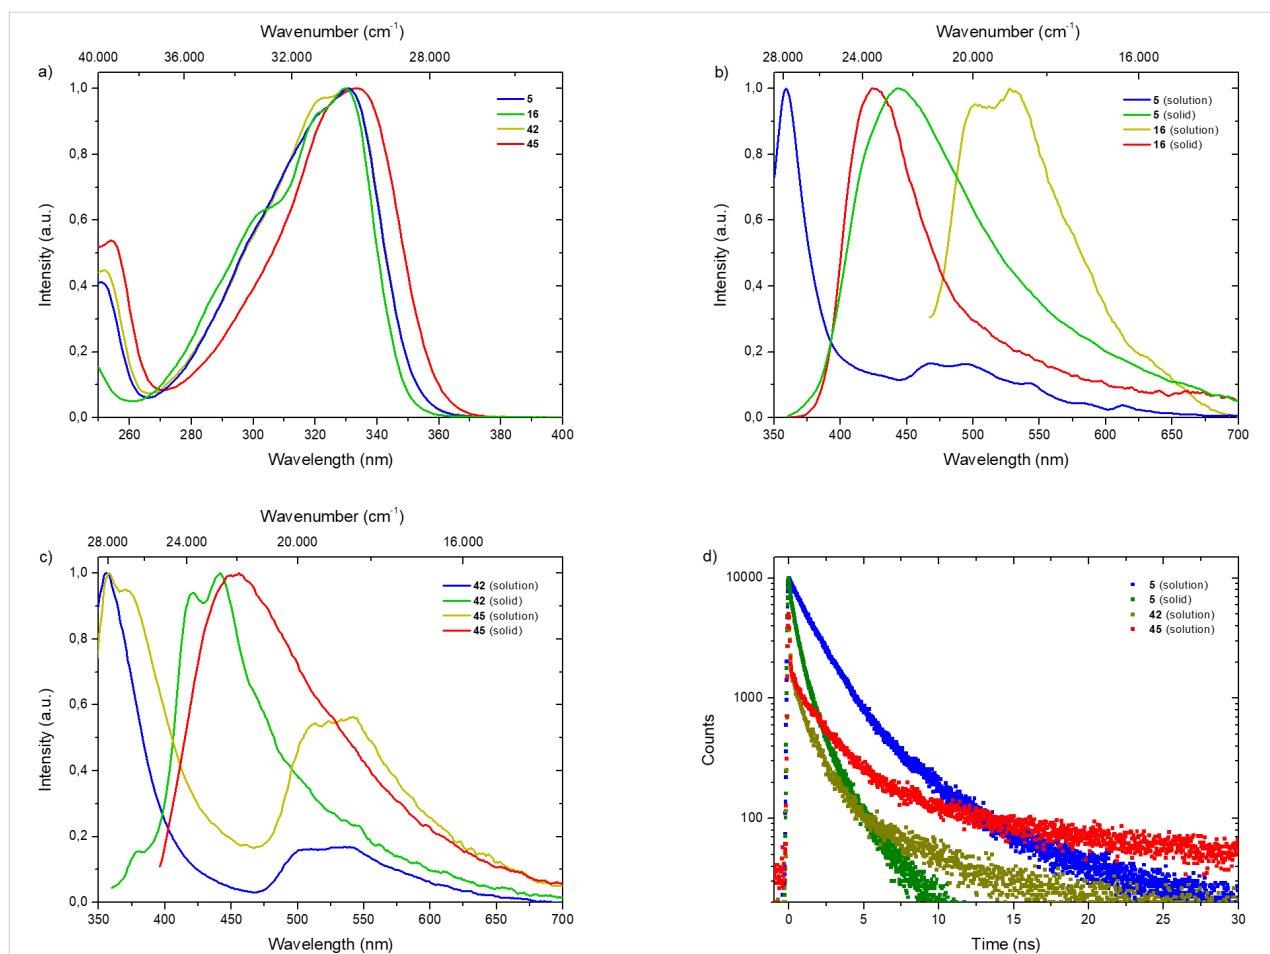 Wavenumber (cm-1)
40.000 36.000 32.000 28.000
a)
5
16
42
45
1,0
0,8
0,6
0,4
0,2
0,0
Intensity (a.u.)
260 280 300 320 340 360 380 400
Wavelength (nm)
Wavenumber (cm-1)
28.000 24.000 20.000 16.000
b)
5 (solution)
5 (solid)
16 (solution)
16 (solid)
1,0
0,8
0,6
0,4
0,2
0,0
Intensity (a.u.)
350 400 450 500 550 600 650 700
Wavelength (nm)
Wavenumber (cm-1)
28.000 24.000 20.000 16.000
c)
42 (solution)
42 (solid)
45 (solution)
45 (solid)
1,0
0,8
0,6
0,4
0,2
0,0
Intensity (a.u.)
350 400 450 500 550 600 650 700
Wavelength (nm)
d)
5 (solution)
5 (solid)
42 (solution)
45 (solution)
10000
1000
100
Counts
0 5 10 15 20 25 30
Time (ns)